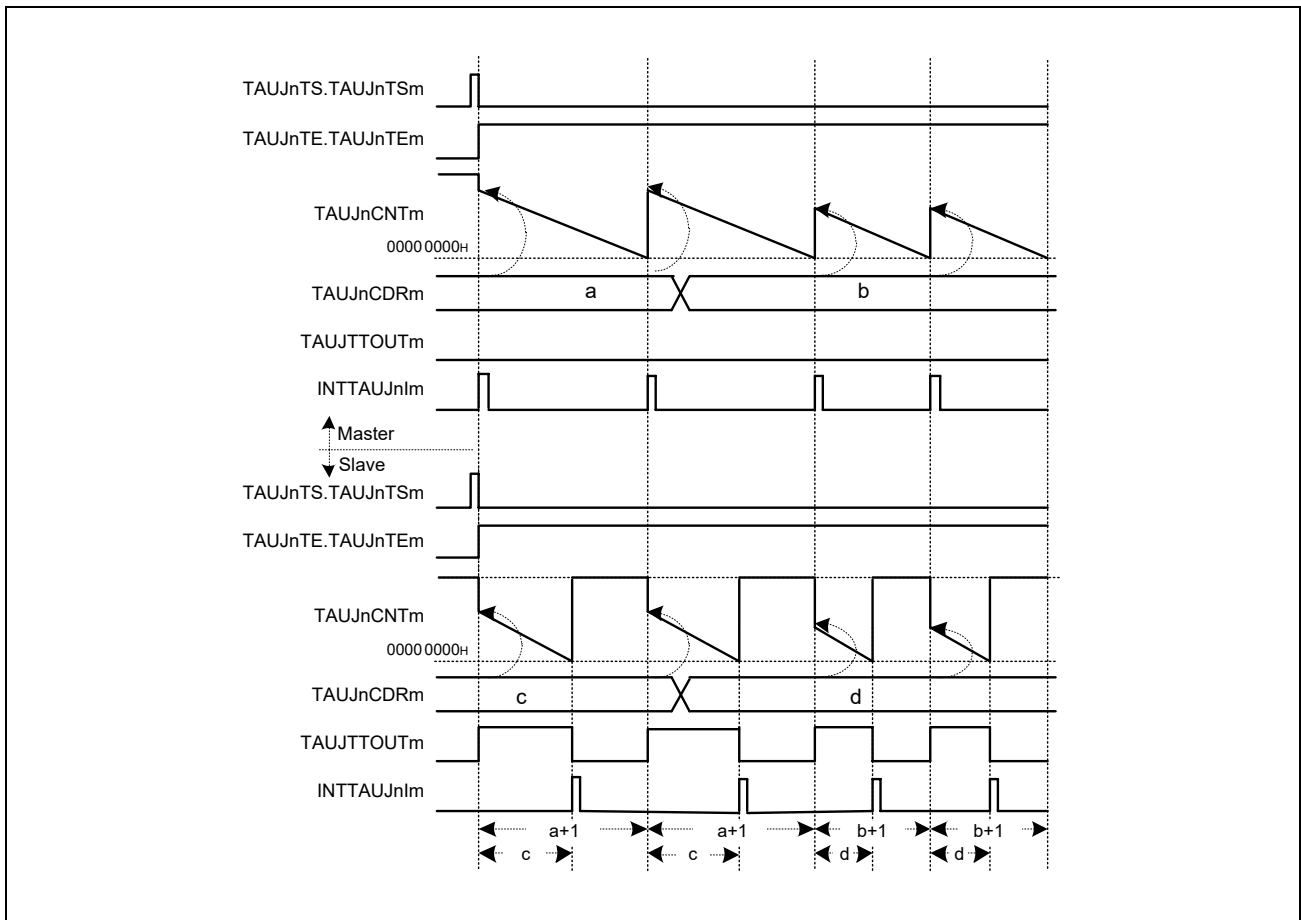 TAUJnTS.TAUJnTSm
TAUJnTE.TAUJnTEm
TAUJnCNTm
0000 0000H
TAUJnCDRm
a
b
TAUJTTOUTm
INTTAUJnIm
Master
Slave
TAUJnTS.TAUJnTSm
TAUJnTE.TAUJnTEm
TAUJnCNTm
0000 0000H
TAUJnCDRm
c
d
TAUJTTOUTm
INTTAUJnIm
a+1 a+1 b+1 b+1
c c d d